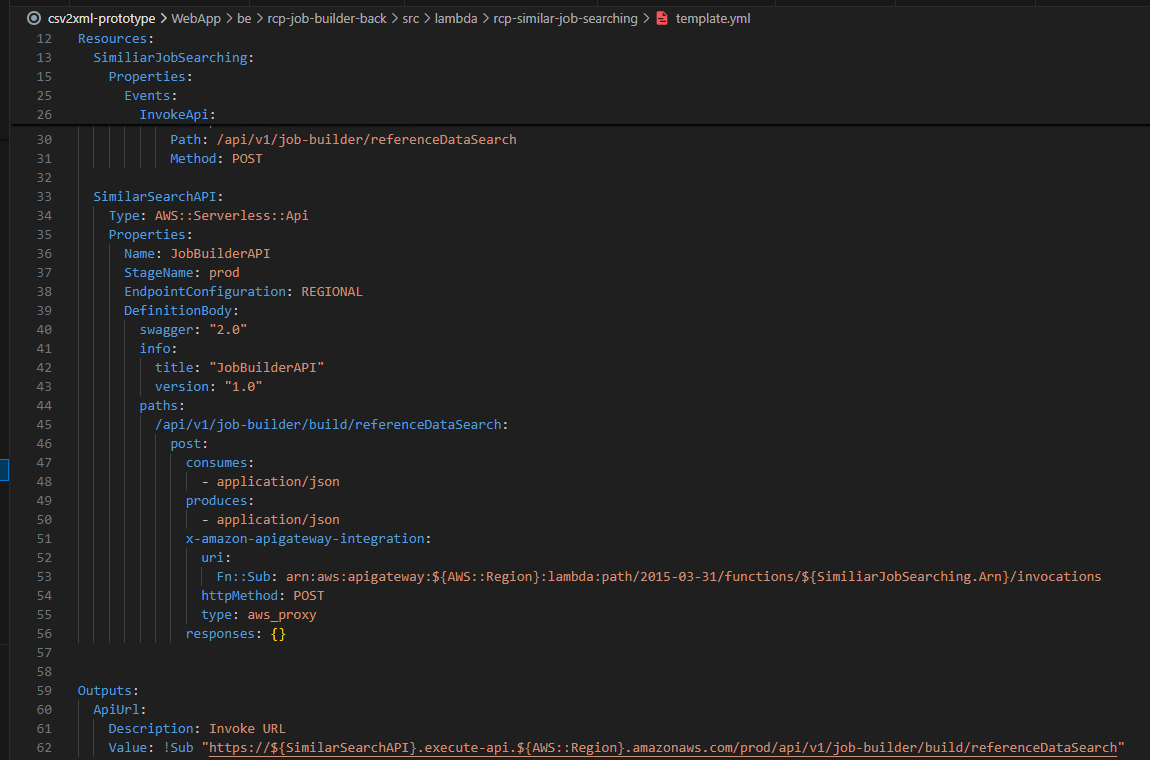 csv2xml-prototype > WebApp > be > rcp-job-builder-back > src > lambda > rcp-similar-job-searching > template.yml
12 Resources:
13 SimiliarJobSearching:
15 Properties:
25 Events:
26 InvokeApi:
30 Path: /api/v1/job-builder/referenceDataSearch
31 Method: POST
32
33 SimilarSearchAPI:
34 Type: AWS::Serverless::Api
35 Properties:
36 Name: JobBuilderAPI
37 StageName: prod
38 EndpointConfiguration: REGIONAL
39 DefinitionBody:
40 swagger: "2.0"
41 info:
42 title: "JobBuilderAPI"
43 version: "1.0"
44 paths:
45 /api/v1/job-builder/build/referenceDataSearch:
46 post:
47 consumes:
48 - application/json
49 produces:
50 - application/json
51 x-amazon-apigateway-integration:
52 uri:
53 Fn::Sub: arn:aws:apigateway:${AWS::Region}:lambda:path/2015-03-31/functions/${SimiliarJobSearching.Arn}/invocations
54 httpMethod: POST
55 type: aws_proxy
56 responses: {}
57
58
59 Outputs:
60 ApiUrl:
61 Description: Invoke URL
62 Value: !Sub "https://${SimilarSearchAPI}.execute-api.${AWS::Region}.amazonaws.com/prod/api/v1/job-builder/build/referenceDataSearch"